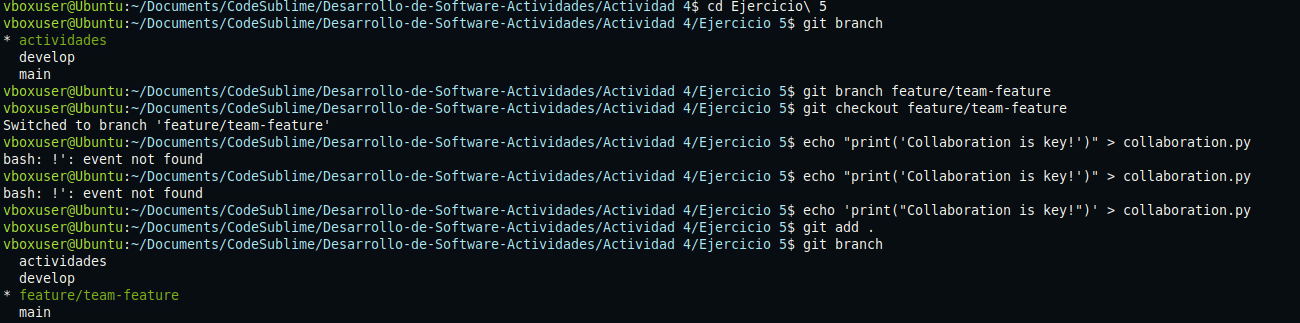 vboxuser@Ubuntu:~/Documents/CodeSublime/Desarrollo-de-Software-Actividades/Actividad 4$ cd Ejercicio\ 5
vboxuser@Ubuntu:~/Documents/CodeSublime/Desarrollo-de-Software-Actividades/Actividad 4/Ejercicio 5$ git branch
* actividades
  develop
  main
vboxuser@Ubuntu:~/Documents/CodeSublime/Desarrollo-de-Software-Actividades/Actividad 4/Ejercicio 5$ git branch feature/team-feature
vboxuser@Ubuntu:~/Documents/CodeSublime/Desarrollo-de-Software-Actividades/Actividad 4/Ejercicio 5$ git checkout feature/team-feature
Switched to branch 'feature/team-feature'
vboxuser@Ubuntu:~/Documents/CodeSublime/Desarrollo-de-Software-Actividades/Actividad 4/Ejercicio 5$ echo "print('Collaboration is key!')" > collaboration.py
bash: !': event not found
vboxuser@Ubuntu:~/Documents/CodeSublime/Desarrollo-de-Software-Actividades/Actividad 4/Ejercicio 5$ echo "print('Collaboration is key!')" > collaboration.py
bash: !': event not found
vboxuser@Ubuntu:~/Documents/CodeSublime/Desarrollo-de-Software-Actividades/Actividad 4/Ejercicio 5$ echo 'print("Collaboration is key!")' > collaboration.py
vboxuser@Ubuntu:~/Documents/CodeSublime/Desarrollo-de-Software-Actividades/Actividad 4/Ejercicio 5$ git add .
vboxuser@Ubuntu:~/Documents/CodeSublime/Desarrollo-de-Software-Actividades/Actividad 4/Ejercicio 5$ git branch
  actividades
  develop
* feature/team-feature
  main